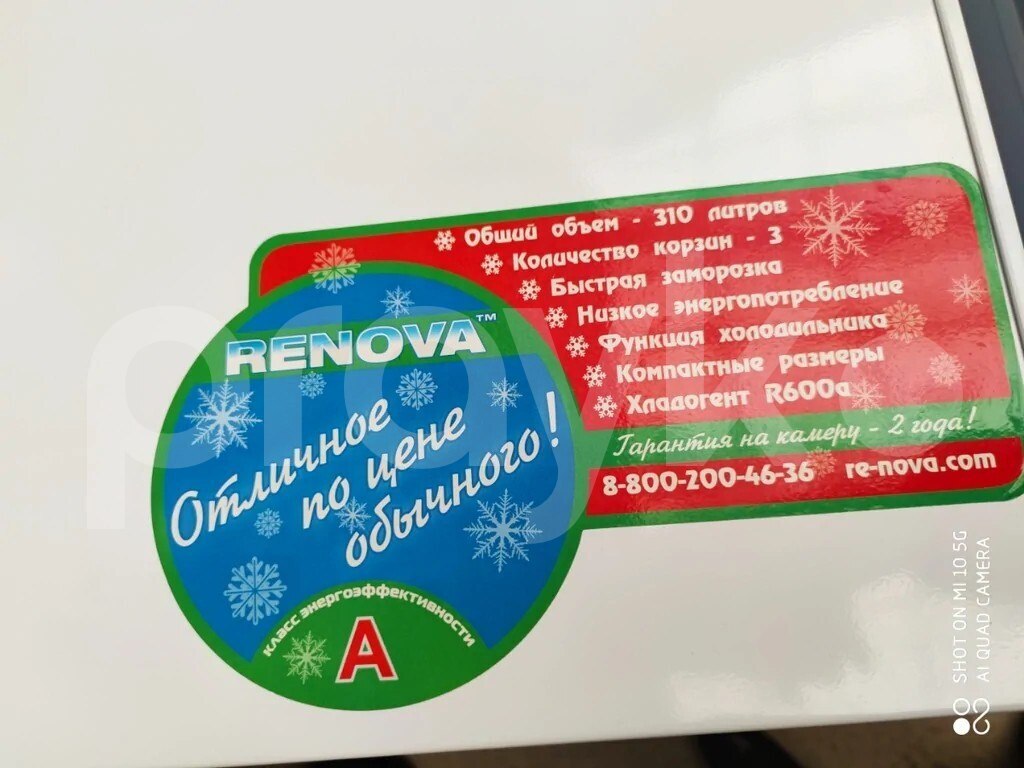 Общий объем - 310 литров
Количество корзин - 3
Быстрая заморозка
Низкое энергопотребление
Функция холодильника
Компактные размеры
Хладогент R600a
Гарантия на камеру - 2 года!
8-800-200-46-36 re-nova.com
RENOVA™
Отличное
по цене
обычного!
класс энергоэффективности
A
prayka
SHOT ON MI 10 5G
AI QUAD CAMERA